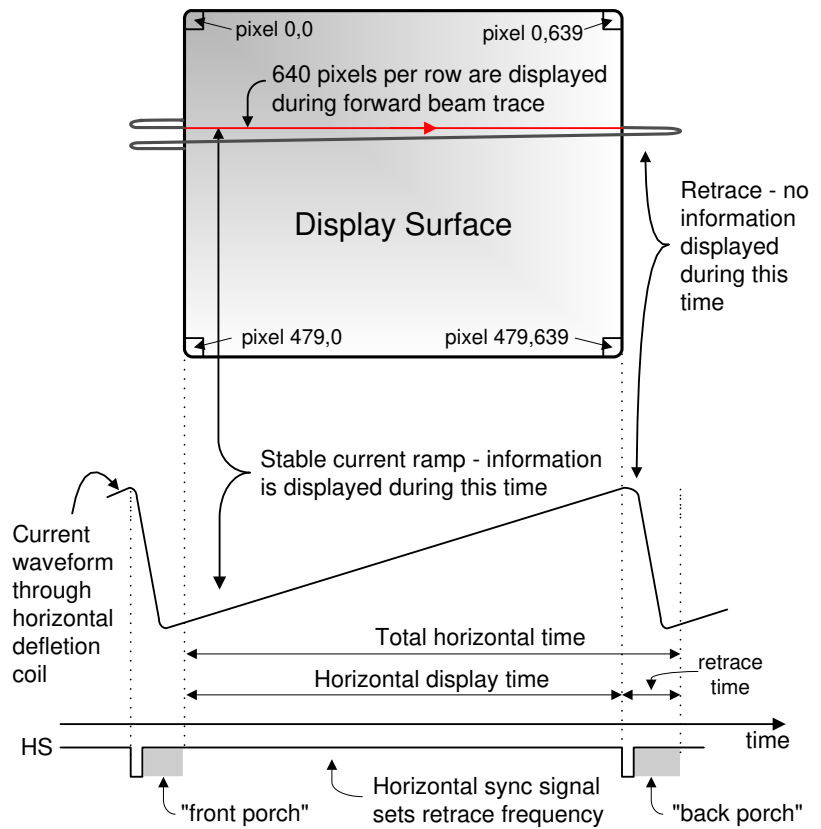 pixel 0,0
pixel 0,639
640 pixels per row are displayed
during forward beam trace
Retrace - no
information
displayed
during this
time
Display Surface
pixel 479,0
pixel 479,639
Stable current ramp - information
is displayed during this time
Current
waveform
through
horizontal
defletion
coil
Total horizontal time
Horizontal display time
retrace
time
HS
time
"front porch"
Horizontal sync signal
sets retrace frequency
"back porch"